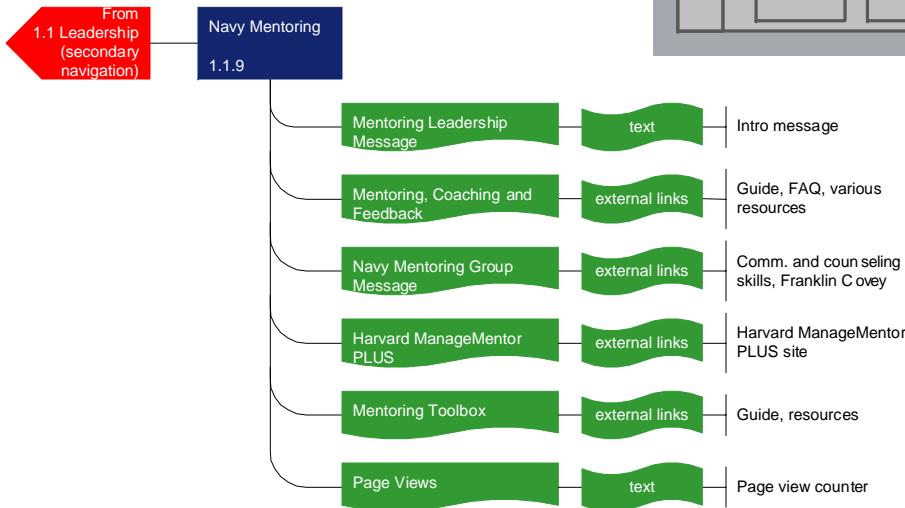 From
1.1 Leadership
(secondary
navigation)
Navy Mentoring
1.1.9
Mentoring Leadership
Message
text
Intro message
Mentoring, Coaching and
Feedback
external links
Guide, FAQ, various
resources
Navy Mentoring Group
Message
external links
Comm. and coun seling
skills, Franklin C ovey
Harvard ManageMentor
PLUS
external links
Harvard ManageMentor
PLUS site
Mentoring Toolbox
external links
Guide, resources
Page Views
text
Page view counter